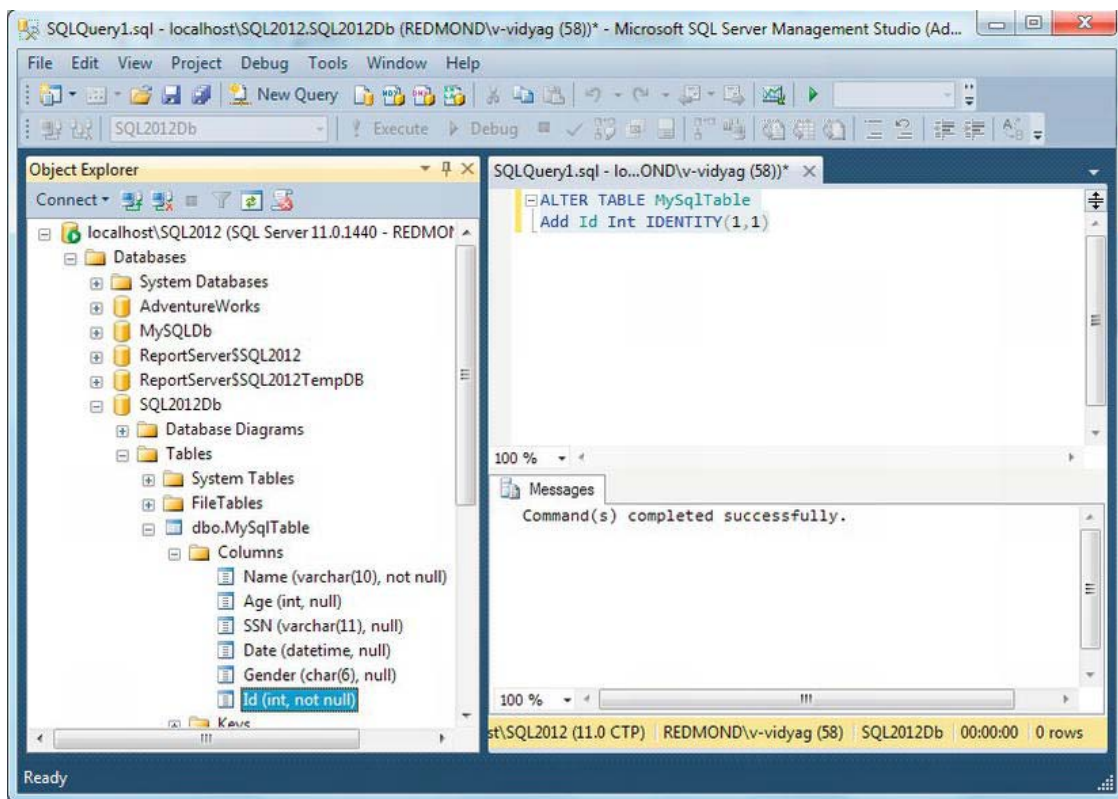 SQLQuery1.sql - localhost\SQL2012.SQL2012Db (REDMOND\v-vidyag (58))* - Microsoft SQL Server Management Studio (Ad...
File Edit View Project Debug Tools Window Help
New Query
SQL2012Db
Execute
Debug
Object Explorer
Connect
localhost\SQL2012 (SQL Server 11.0.1440 - REDMON
Databases
System Databases
AdventureWorks
MySQLDb
ReportServer$SQL2012
ReportServer$SQL2012TempDB
SQL2012Db
Database Diagrams
Tables
System Tables
FileTables
dbo.MySqlTable
Columns
Name (varchar(10), not null)
Age (int, null)
SSN (varchar(11), null)
Date (datetime, null)
Gender (char(6), null)
Id (int, not null)
Keys
SQLQuery1.sql - lo...OND\v-vidyag (58))*
ALTER TABLE MySqlTable
Add Id Int IDENTITY(1,1)
100 %
Messages
Command(s) completed successfully.
100 %
st\SQL2012 (11.0 CTP)
REDMOND\v-vidyag (58)
SQL2012Db
00:00:00
0 rows
Ready